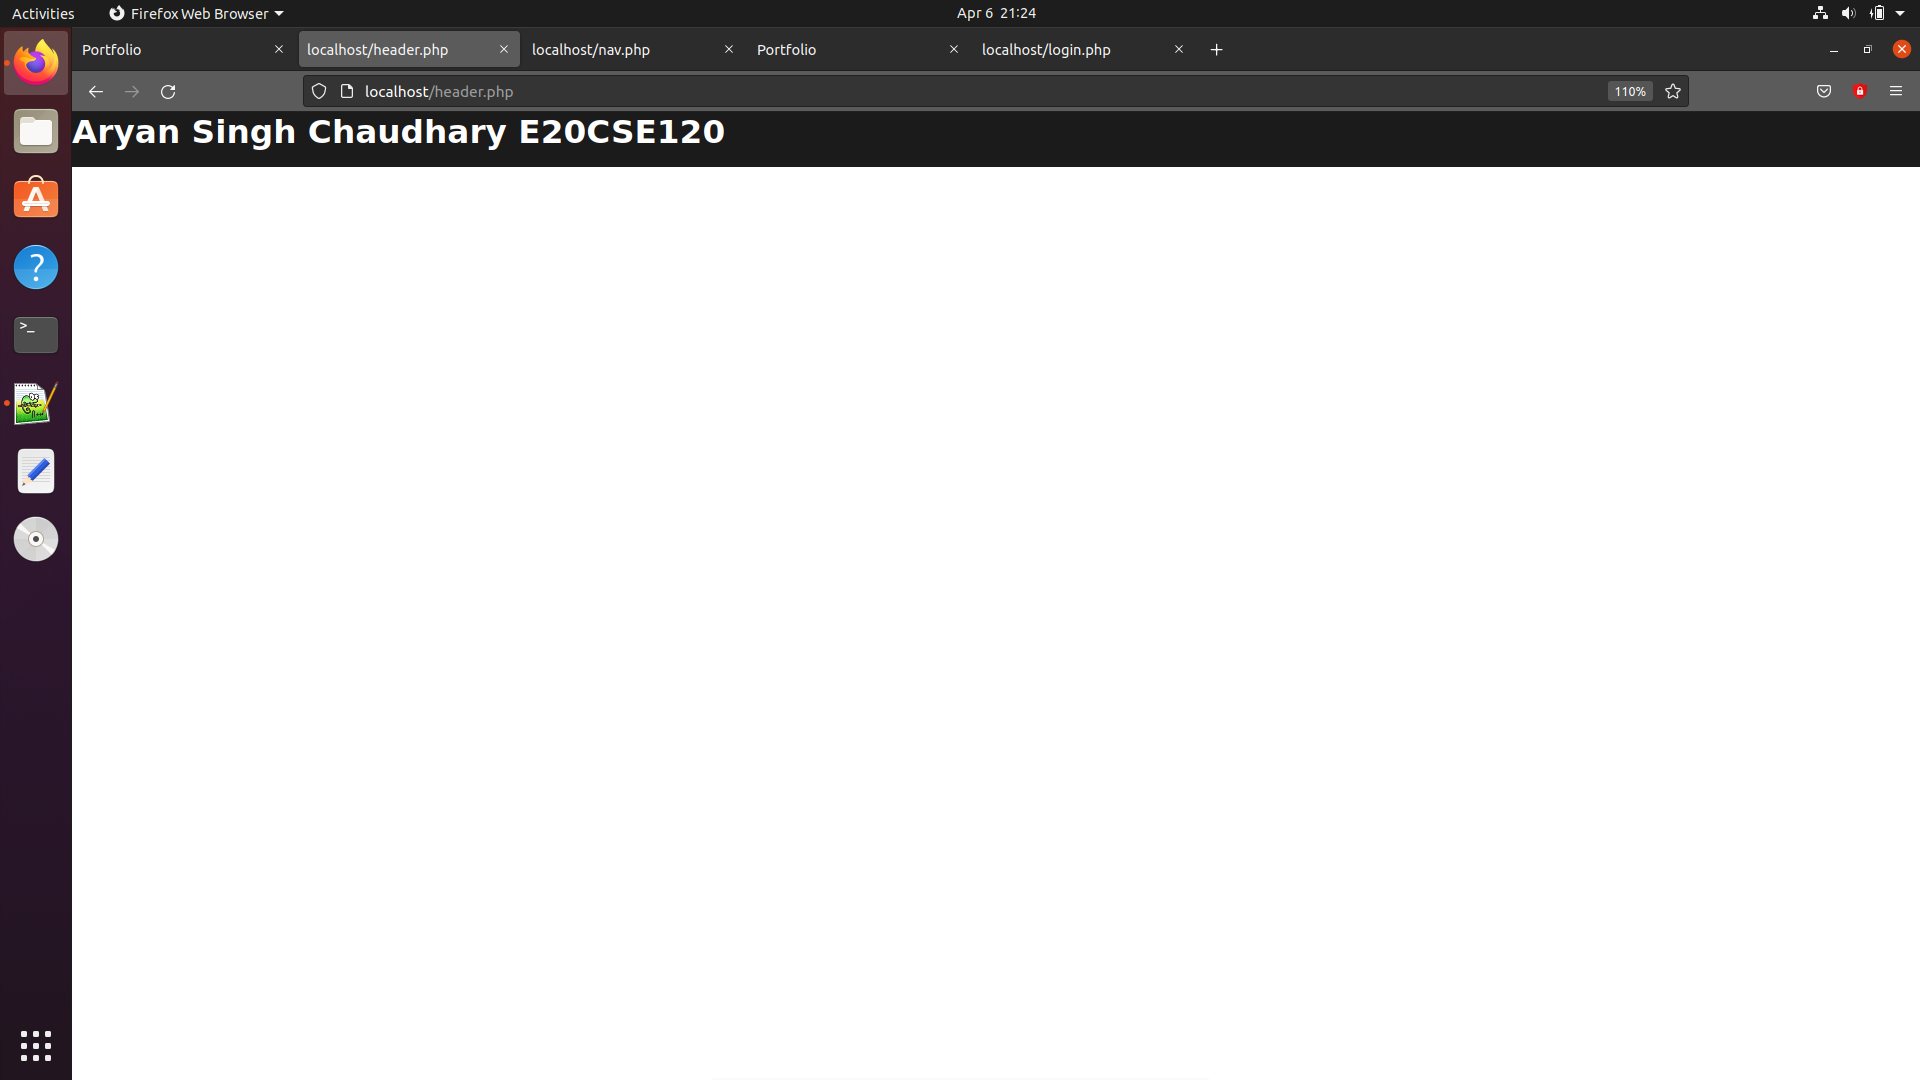 Activities Firefox Web Browser Apr 6 21:24
Portfolio localhost/header.php localhost/nav.php Portfolio localhost/login.php
localhost/header.php 110%
Aryan Singh Chaudhary E20CSE120